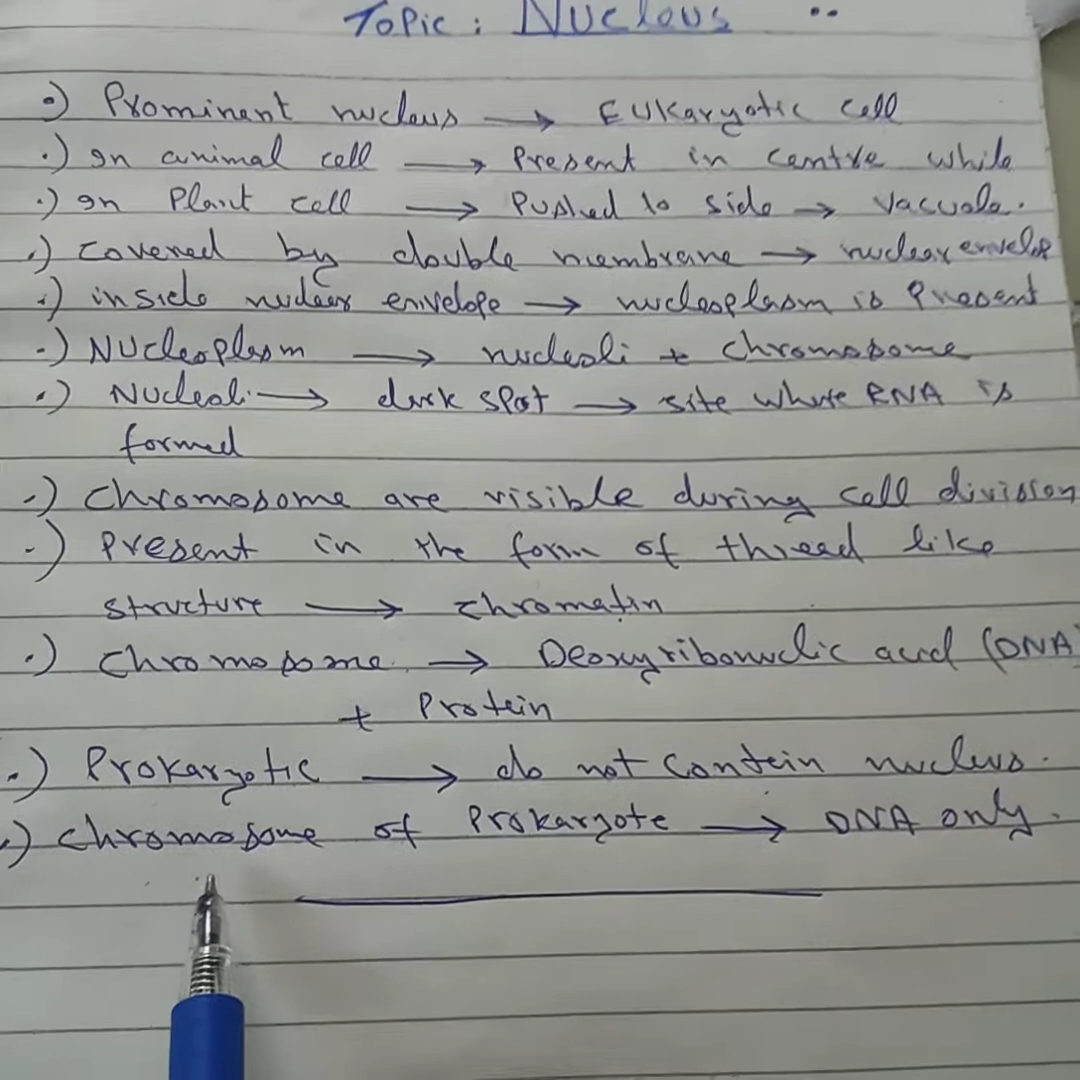 Topic: Nucleus
•) Prominent nucleus → Eukaryotic cell
•) In animal cell → Present in centre while
•) In Plant cell → Pushed to side → Vacuole.
•) Covered by double membrane → nuclear envelop
•) inside nuclear envelope → nucleoplasm is Present
•) Nucleoplasm → nucleoli + Chromosome
•) Nucleoli → dark spot → site where RNA is
formed
•) Chromosome are visible during cell division
•) Present in the form of thread like
structure → chromatin
•) Chromosome → Deoxyribonuclic acid (DNA)
+ Protein
•) Prokaryotic → do not contain nucleus.
•) Chromosome of Prokaryote → DNA only.